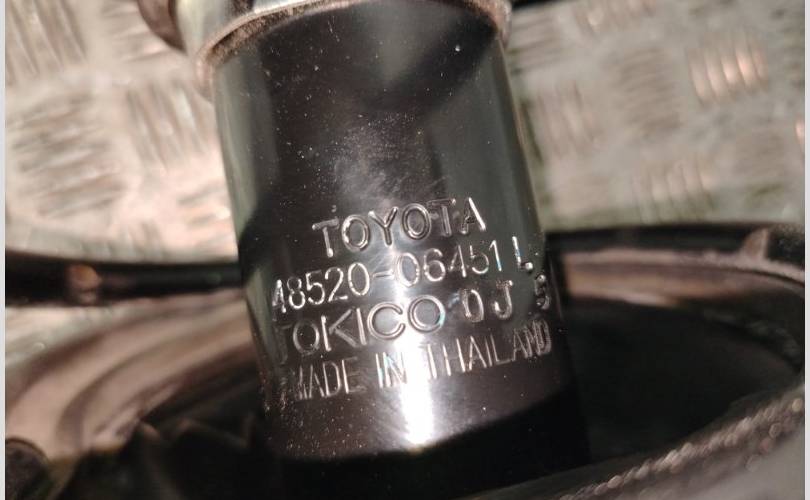 TOYOTA
48520-06451 L
TOKICO 0J 5
MADE IN THAILAND